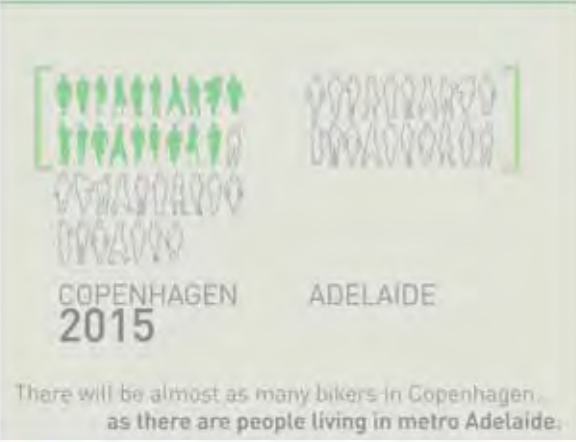 COPENHAGEN ADELAIDE
2015
There will be almost as many bikers in Copenhagen...
as there are people living in metro Adelaide.